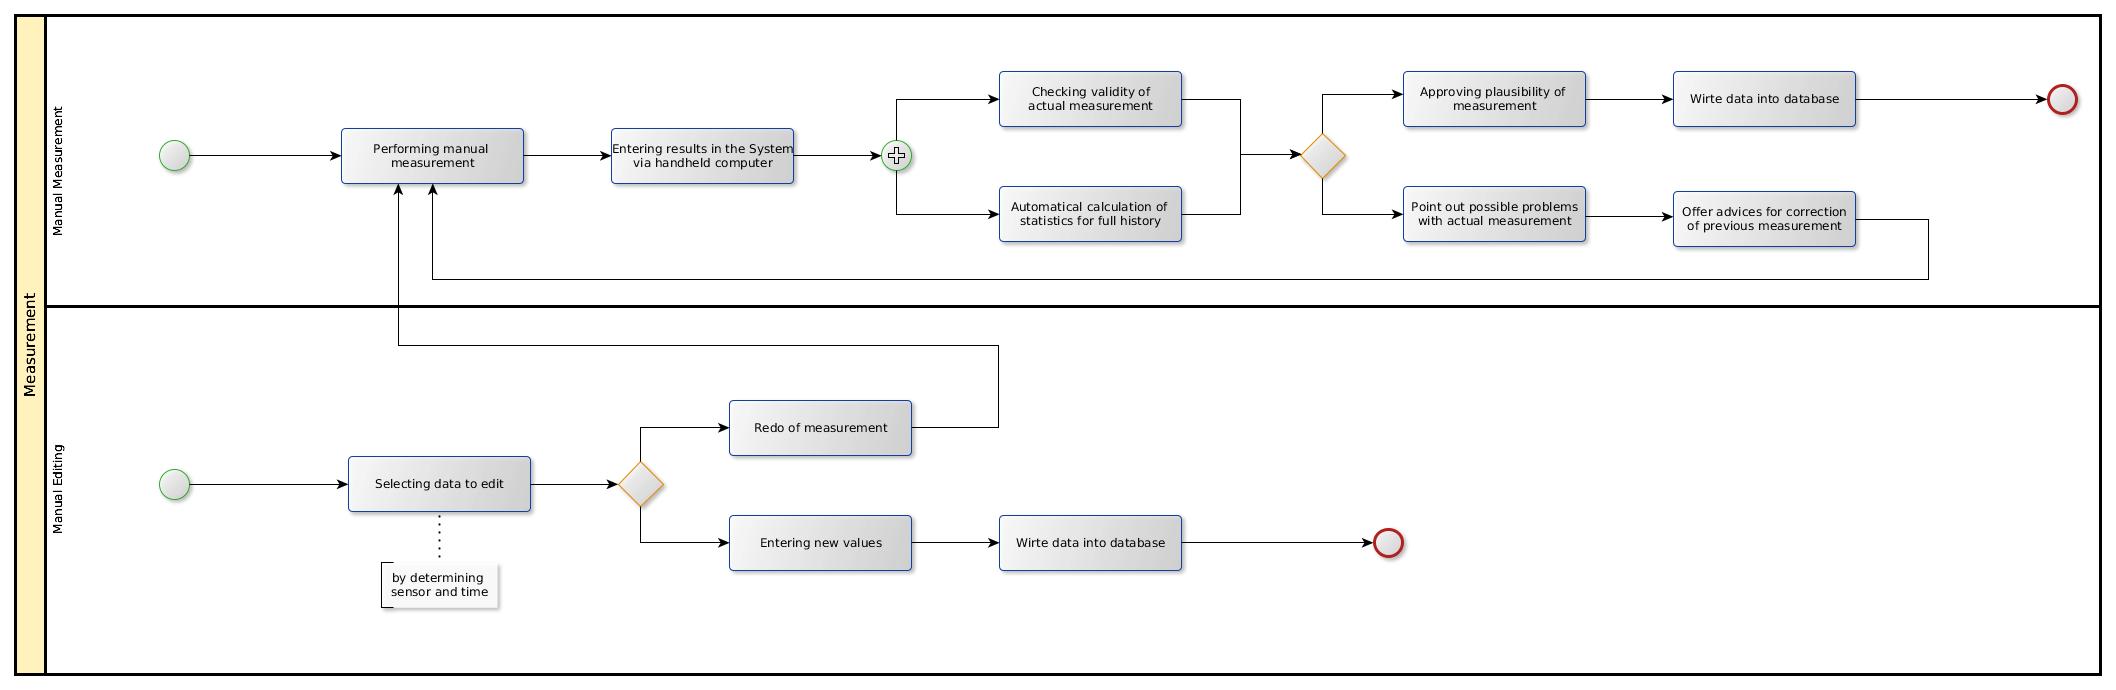 Measurement
Manual Measurement
Performing manual
measurement
Entering results in the System
via handheld computer
Checking validity of
actual measurement
Automatical calculation of
statistics for full history
Approving plausibility of
measurement
Wirte data into database
Point out possible problems
with actual measurement
Offer advices for correction
of previous measurement
Manual Editing
Selecting data to edit
by determining
sensor and time
Redo of measurement
Entering new values
Wirte data into database